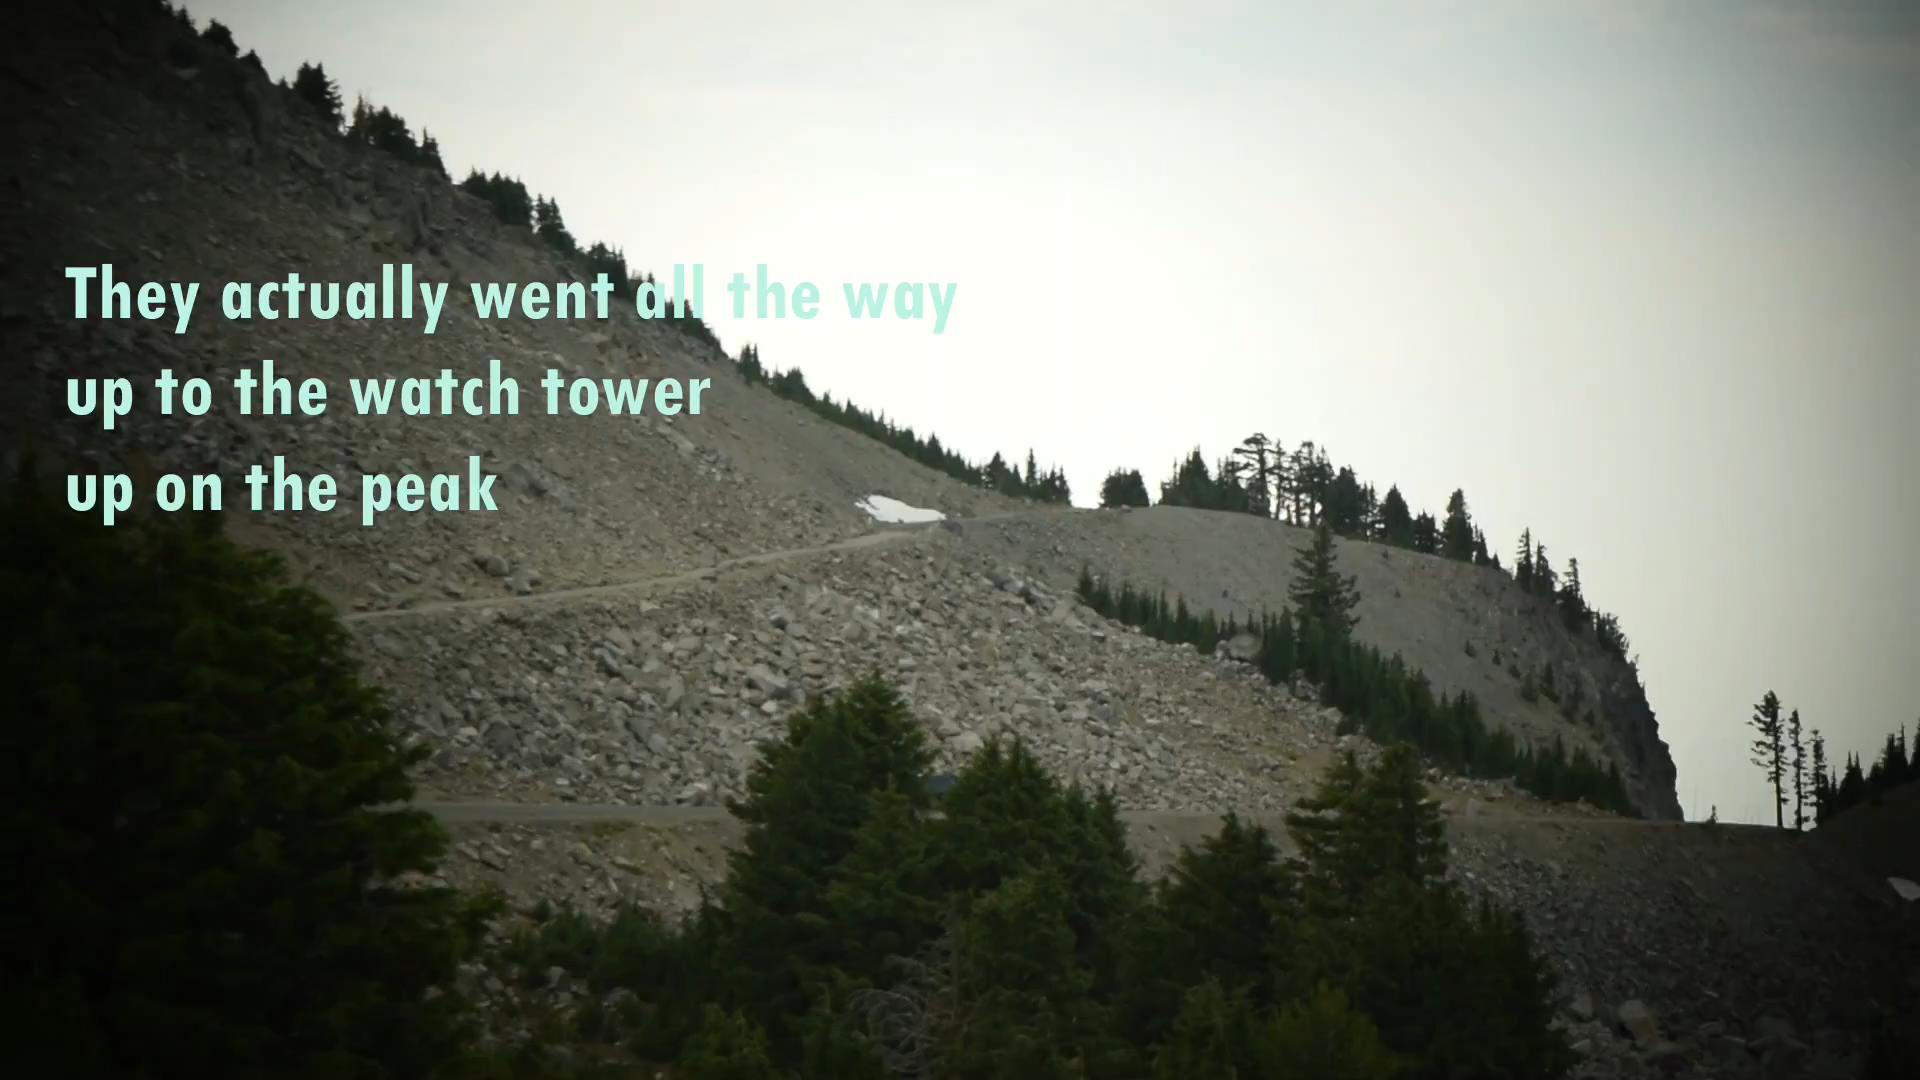 They actually went all the way
up to the watch tower
up on the peak